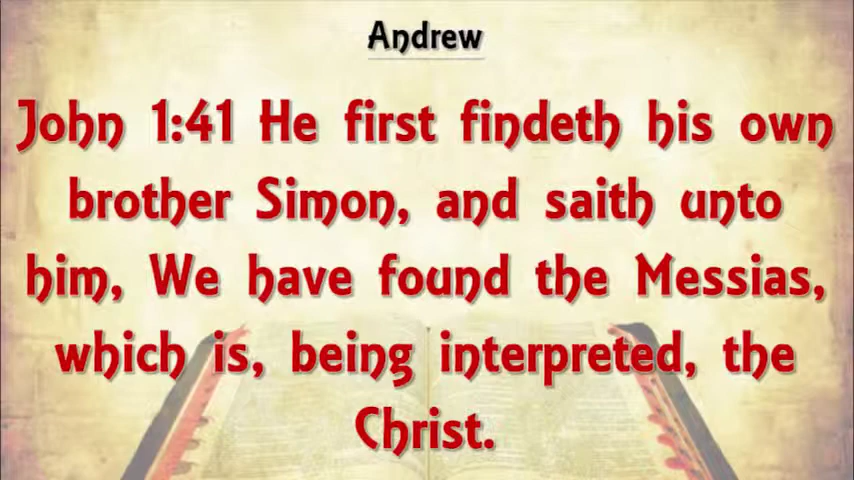 Andrew
John 1:41 He first findeth his own
brother Simon, and saith unto
him, We have found the Messias,
which is, being interpreted, the
Christ.